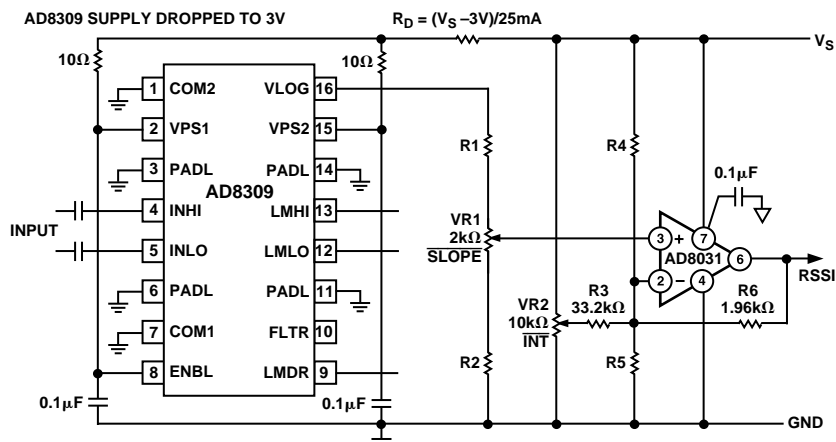 AD8309 SUPPLY DROPPED TO 3V
R_D = (V_S –3V)/25mA
V_S
10Ω
10Ω
1 COM2
VLOG 16
2 VPS1
VPS2 15
3 PADL
PADL 14
AD8309
INPUT
4 INHI
LMHI 13
5 INLO
LMLO 12
6 PADL
PADL 11
7 COM1
FLTR 10
8 ENBL
LMDR 9
0.1µF
0.1µF
R1
VR1
2kΩ
SLOPE
R2
R4
VR2
10kΩ
INT
R3
33.2kΩ
R5
0.1µF
3 +
7
AD8031
6
2 –
4
RSSI
R6
1.96kΩ
GND